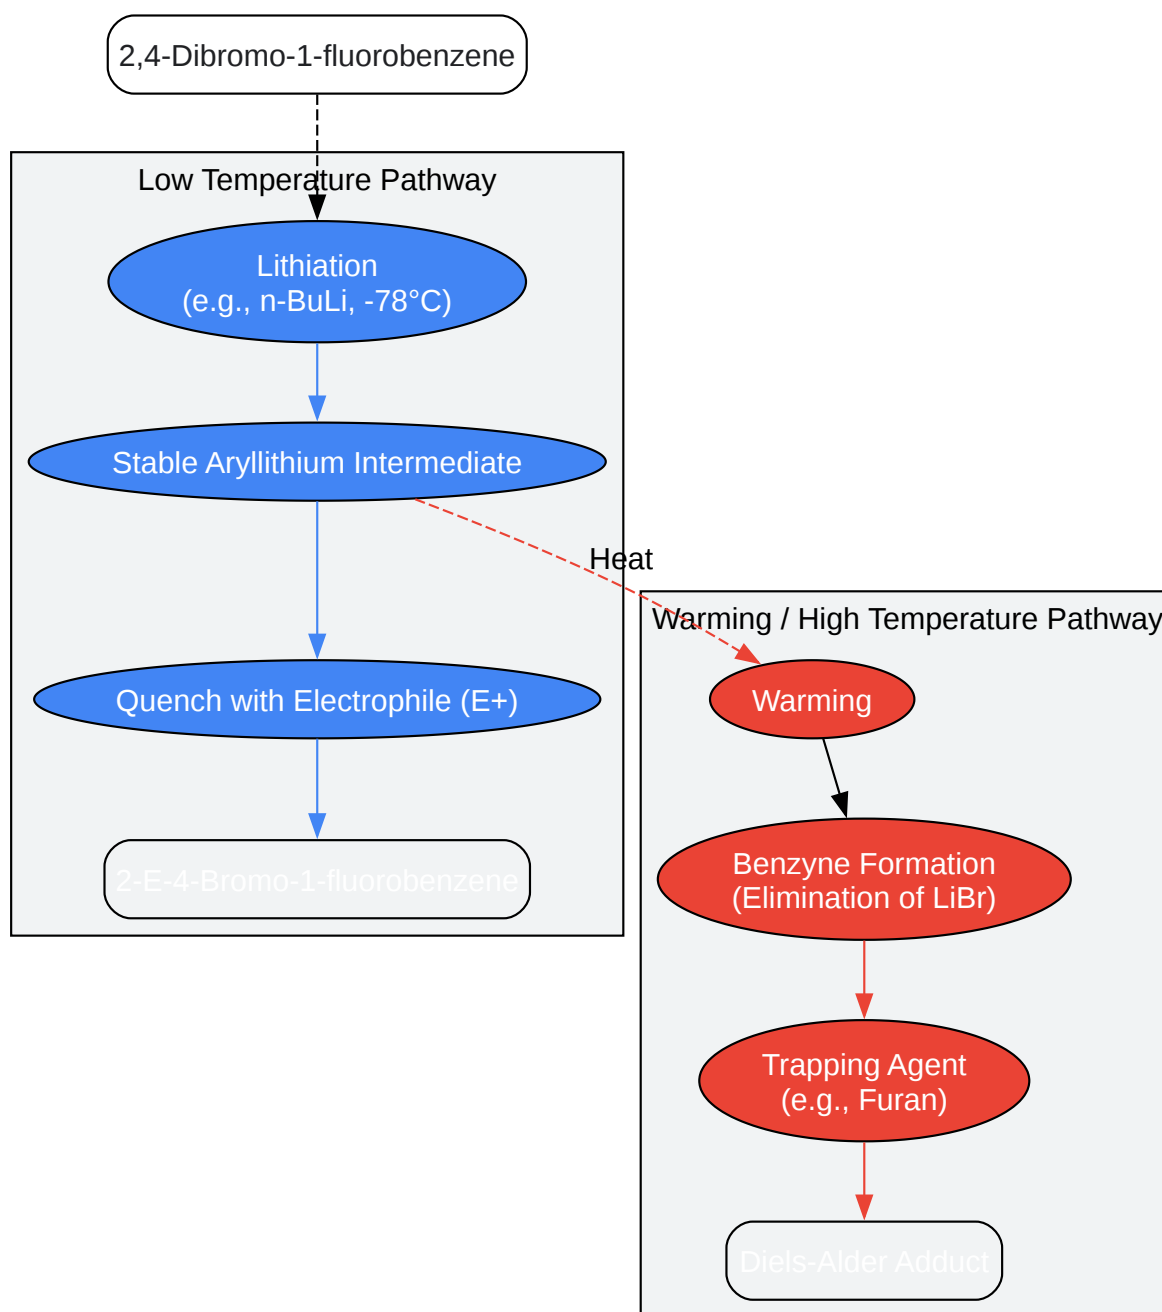 2,4-Dibromo-1-fluorobenzene
Low Temperature Pathway
Lithiation
(e.g., n-BuLi, -78°C)
Stable Aryllithium Intermediate
Heat
Warming / High Temperature Pathway
Quench with Electrophile (E+)
Warming
2-E-4-Bromo-1-fluorobenzene
Benzyne Formation
(Elimination of LiBr)
Trapping Agent
(e.g., Furan)
Diels-Alder Adduct